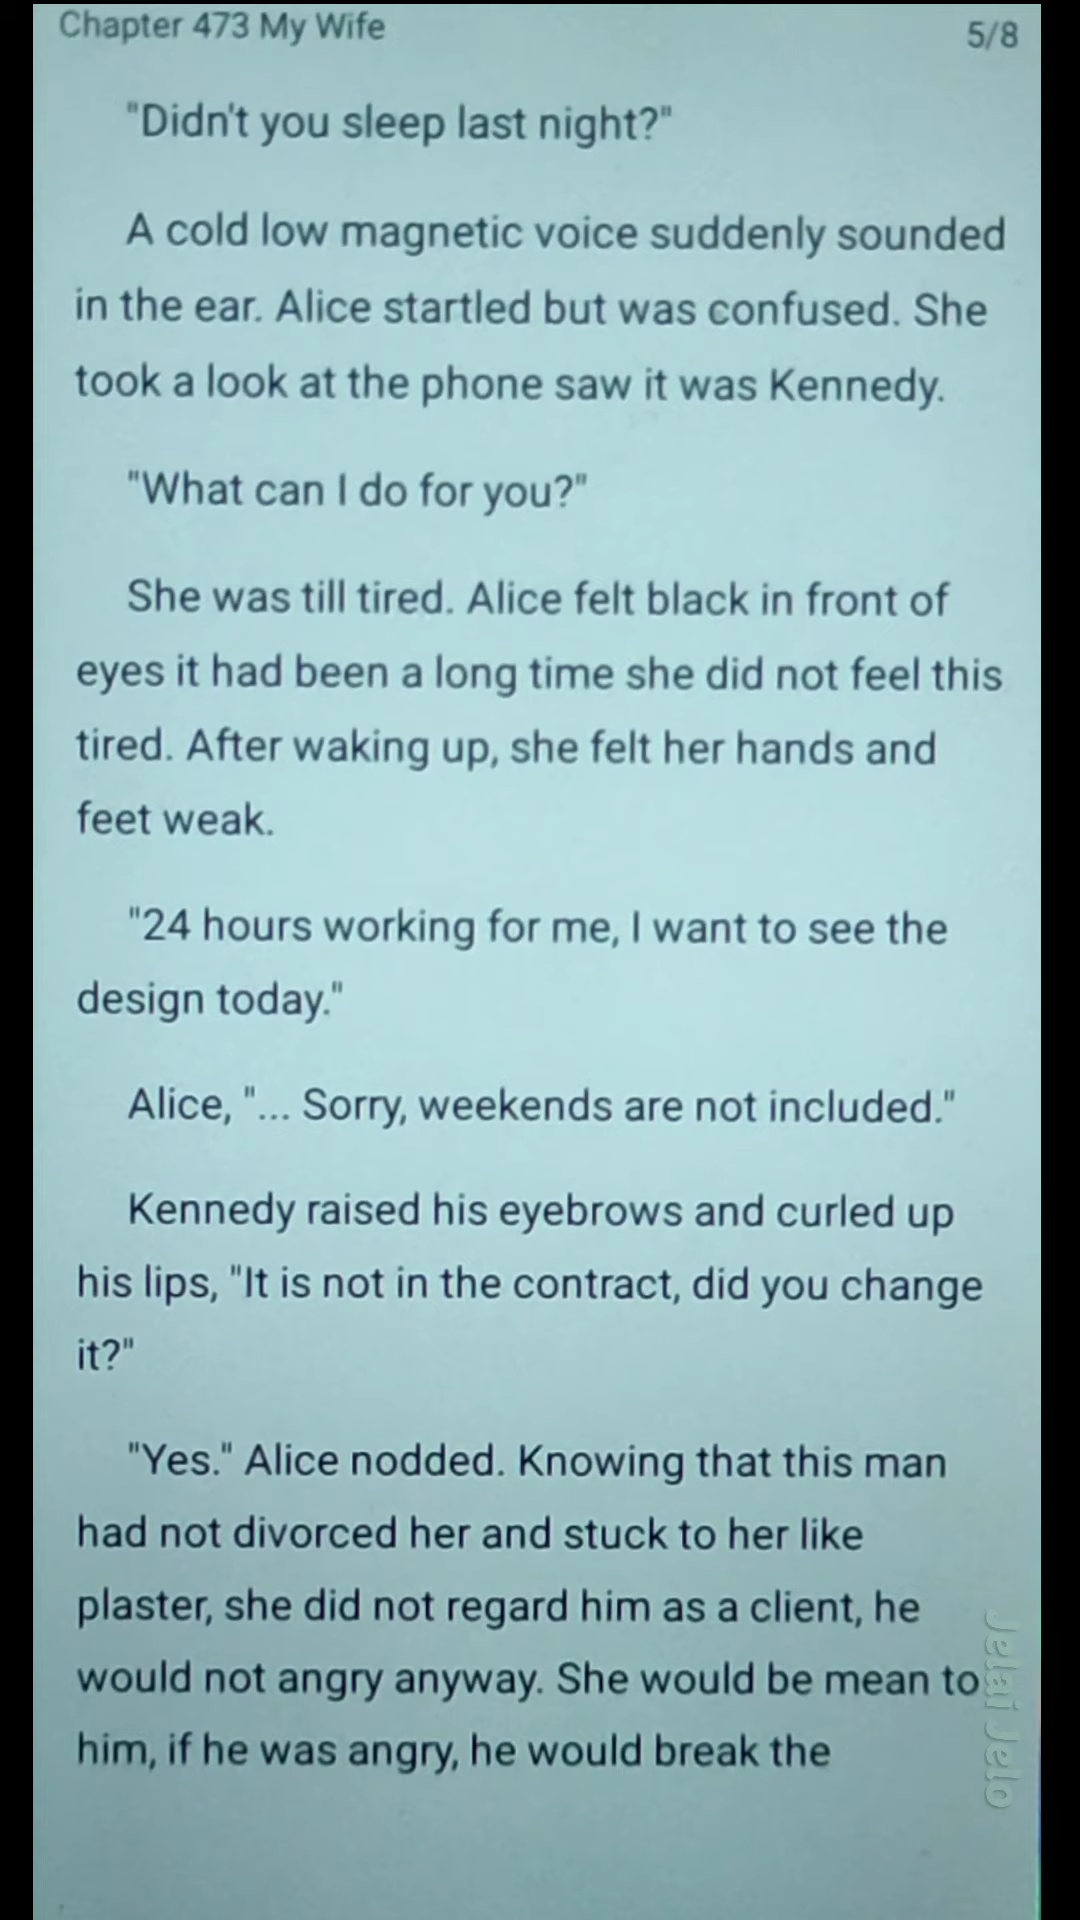 Chapter 473 My Wife
5/8
"Didn't you sleep last night?"
A cold low magnetic voice suddenly sounded
in the ear. Alice startled but was confused. She
took a look at the phone saw it was Kennedy.
"What can I do for you?"
She was till tired. Alice felt black in front of
eyes it had been a long time she did not feel this
tired. After waking up, she felt her hands and
feet weak.
"24 hours working for me, I want to see the
design today."
Alice, "... Sorry, weekends are not included."
Kennedy raised his eyebrows and curled up
his lips, "It is not in the contract, did you change
it?"
"Yes." Alice nodded. Knowing that this man
had not divorced her and stuck to her like
plaster, she did not regard him as a client, he
would not angry anyway. She would be mean to
him, if he was angry, he would break the
Jelai Jelo